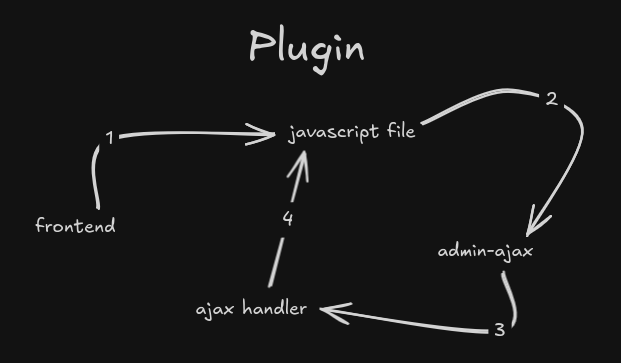 Plugin
2
1
javascript file
4
frontend
admin-ajax
ajax handler
3